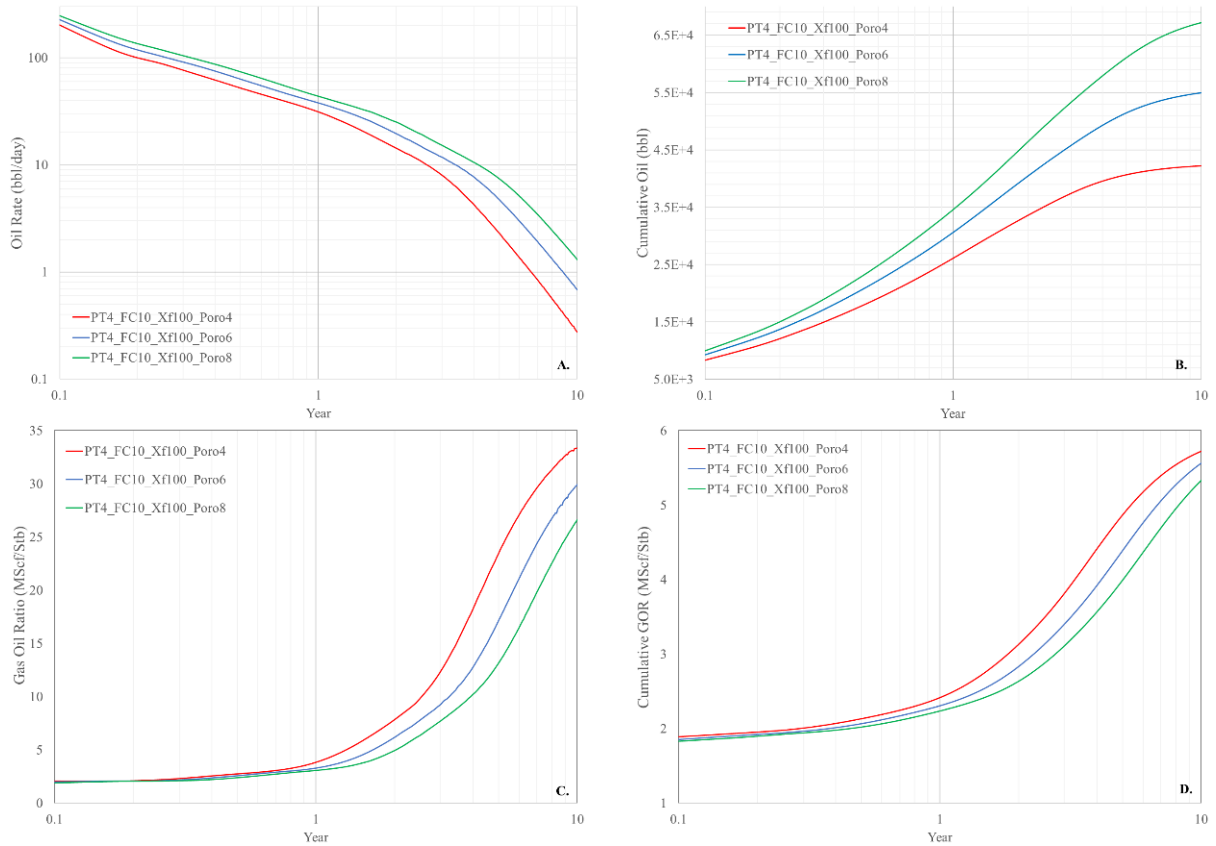 100
10
1
0.1
Oil Rate (bbl/day)
PT4_FC10_Xf100_Poro4
PT4_FC10_Xf100_Poro6
PT4_FC10_Xf100_Poro8
A.
0.1
1
10
Year
6.5E+4
5.5E+4
4.5E+4
3.5E+4
2.5E+4
1.5E+4
5.0E+3
Cumulative Oil (bbl)
PT4_FC10_Xf100_Poro4
PT4_FC10_Xf100_Poro6
PT4_FC10_Xf100_Poro8
B.
0.1
1
10
Year
35
30
25
20
15
10
5
0
Gas Oil Ratio (MScf/Stb)
PT4_FC10_Xf100_Poro4
PT4_FC10_Xf100_Poro6
PT4_FC10_Xf100_Poro8
C.
0.1
1
10
Year
6
5
4
3
2
1
Cumulative GOR (MScf/Stb)
PT4_FC10_Xf100_Poro4
PT4_FC10_Xf100_Poro6
PT4_FC10_Xf100_Poro8
D.
0.1
1
10
Year